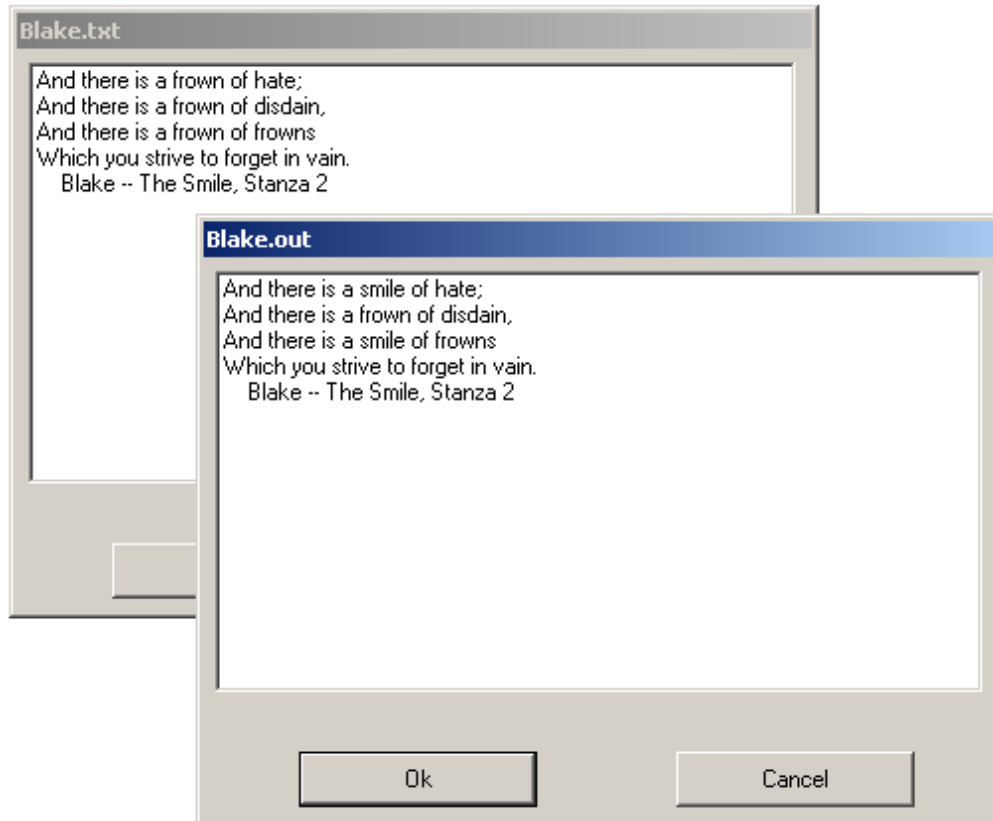 Blake.txt
And there is a frown of hate;
And there is a frown of disdain,
And there is a frown of frowns
Which you strive to forget in vain.
Blake -- The Smile, Stanza 2
Blake.out
And there is a smile of hate;
And there is a frown of disdain,
And there is a smile of frowns
Which you strive to forget in vain.
Blake -- The Smile, Stanza 2
Ok
Cancel